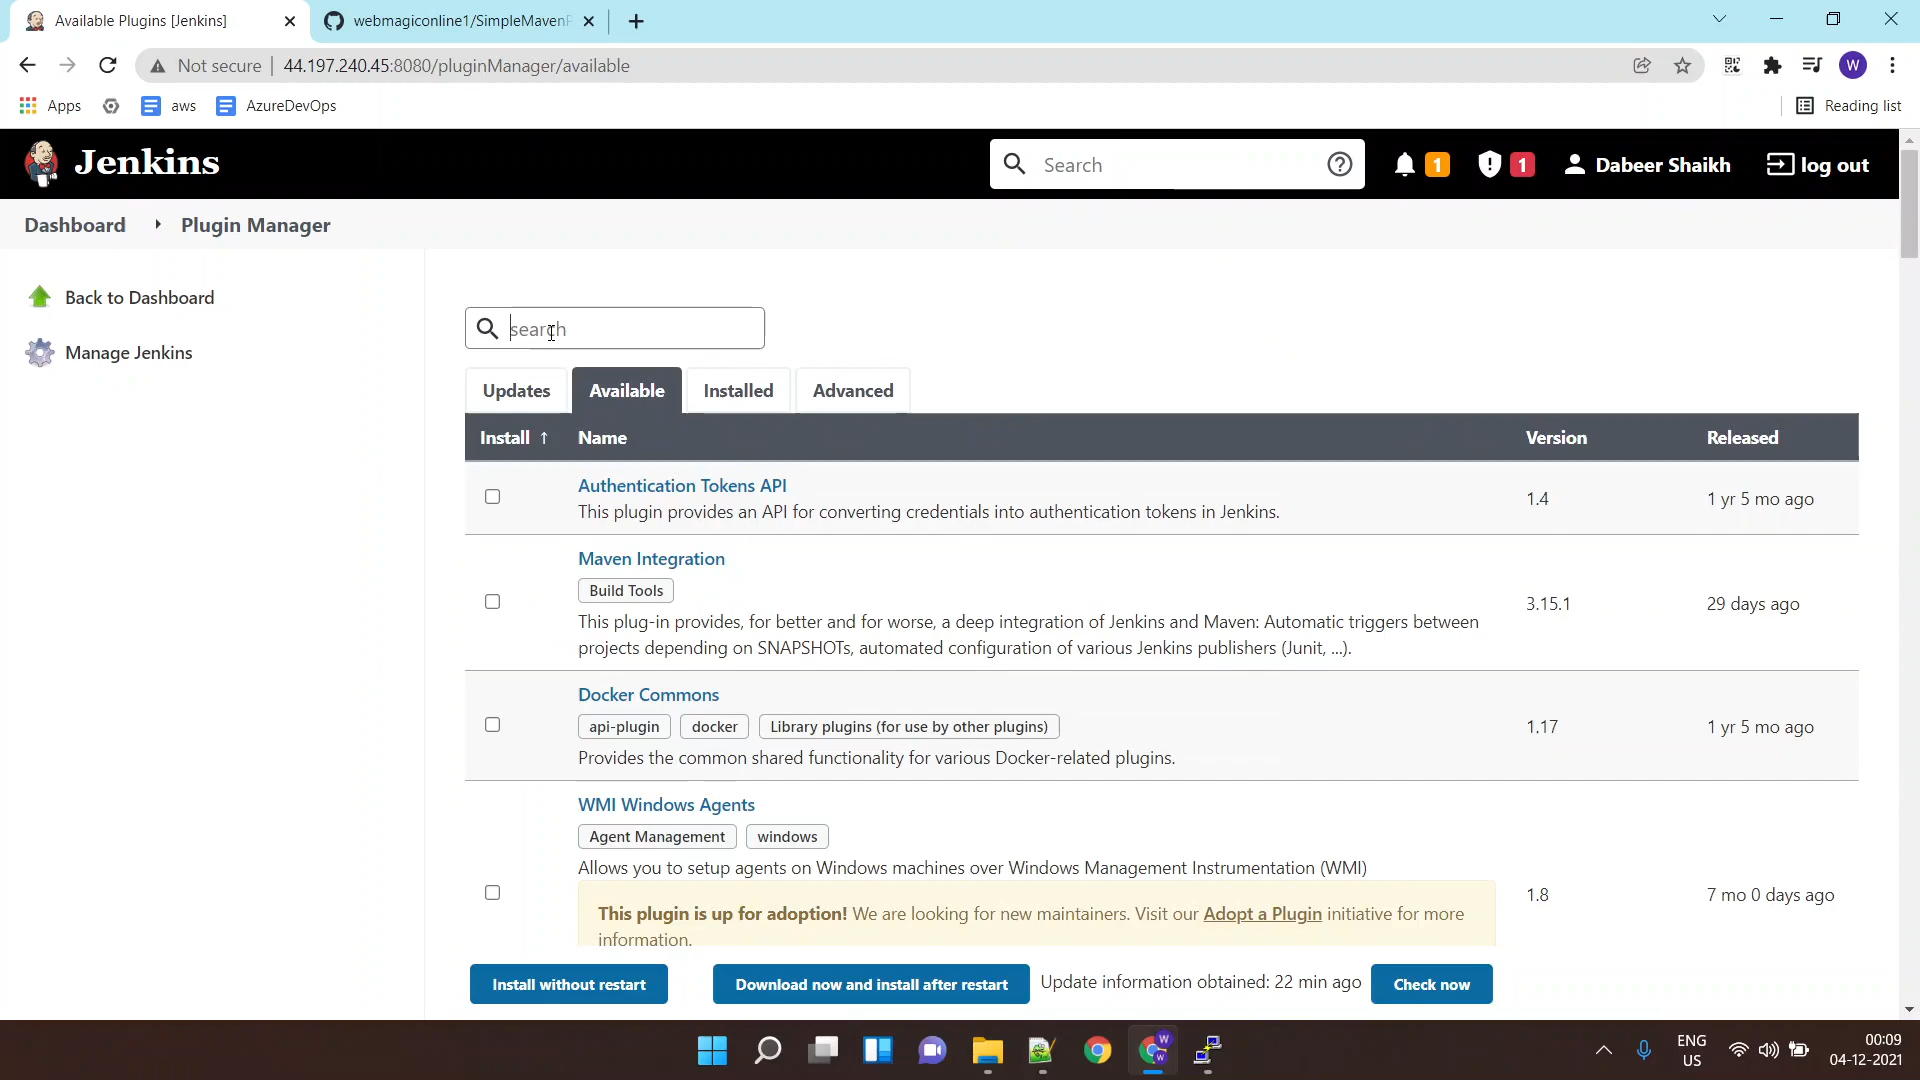 Available Plugins [Jenkins]
webmagiconline1/SimpleMavenP
Not secure
44.197.240.45:8080/pluginManager/available
W
Apps
aws
AzureDevOps
Reading list
Jenkins
Search
1
1
Dabeer Shaikh
log out
Dashboard
Plugin Manager
Back to Dashboard
Manage Jenkins
search
Updates
Available
Installed
Advanced
Install ↑
Name
Version
Released
Authentication Tokens API
This plugin provides an API for converting credentials into authentication tokens in Jenkins.
1.4
1 yr 5 mo ago
Maven Integration
Build Tools
This plug-in provides, for better and for worse, a deep integration of Jenkins and Maven: Automatic triggers between
projects depending on SNAPSHOTs, automated configuration of various Jenkins publishers (Junit, ...).
3.15.1
29 days ago
Docker Commons
api-plugin
docker
Library plugins (for use by other plugins)
Provides the common shared functionality for various Docker-related plugins.
1.17
1 yr 5 mo ago
WMI Windows Agents
Agent Management
windows
Allows you to setup agents on Windows machines over Windows Management Instrumentation (WMI)
This plugin is up for adoption! We are looking for new maintainers. Visit our Adopt a Plugin initiative for more
information.
1.8
7 mo 0 days ago
Install without restart
Download now and install after restart
Update information obtained: 22 min ago
Check now
W
W
ENG
US
00:09
04-12-2021